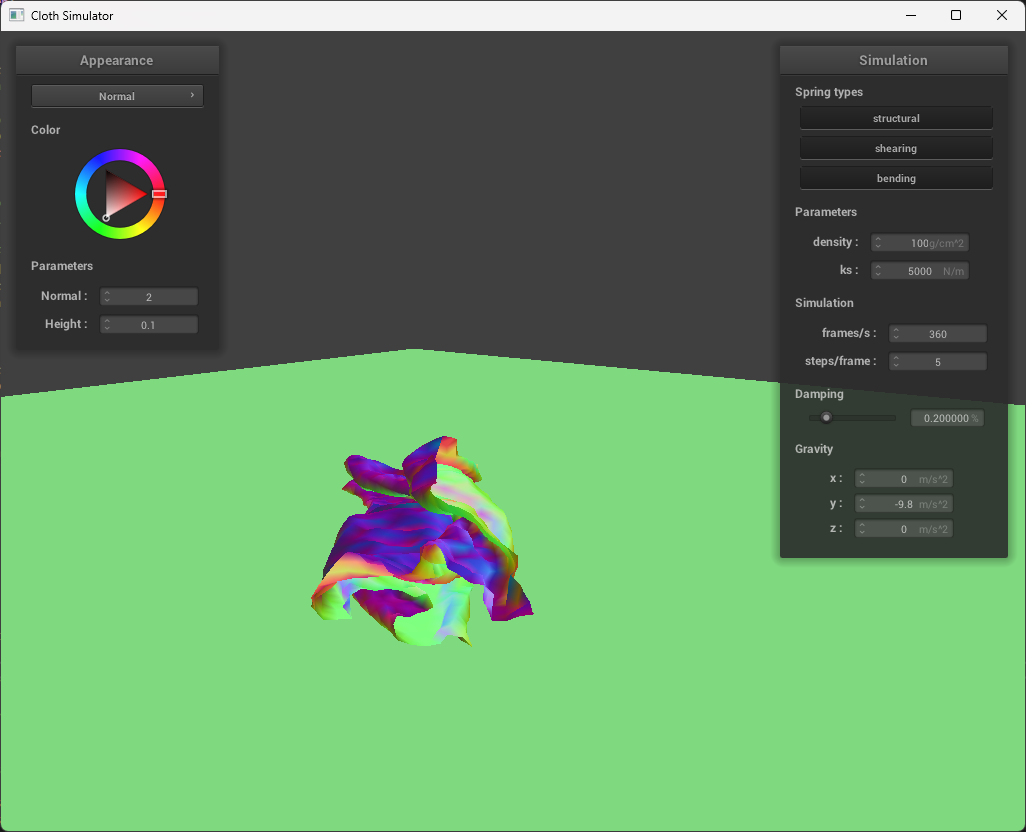 Cloth Simulator
Appearance
Normal
Color
Parameters
Normal : 2
Height : 0.1
Simulation
Spring types
structural
shearing
bending
Parameters
density : 100 g/cm^2
ks : 5000 N/m
Simulation
frames/s : 360
steps/frame : 5
Damping
0.200000 %
Gravity
x : 0 m/s^2
y : -9.8 m/s^2
z : 0 m/s^2